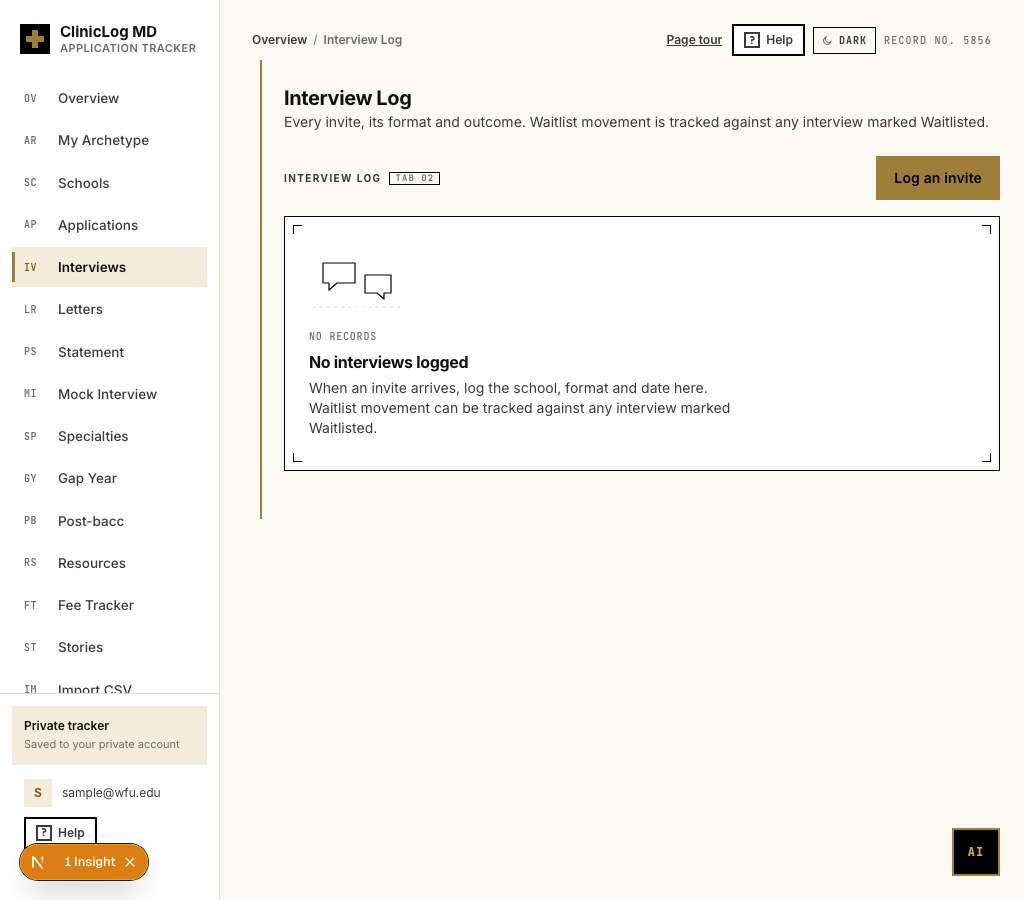 ClinicLog MD
APPLICATION TRACKER
OV Overview
AR My Archetype
SC Schools
AP Applications
IV Interviews
LR Letters
PS Statement
MI Mock Interview
SP Specialties
GY Gap Year
PB Post-bacc
RS Resources
FT Fee Tracker
ST Stories
IM Import CSV
Private tracker
Saved to your private account
S sample@wfu.edu
? Help
N 1 Insight
Overview / Interview Log
Page tour
? Help
DARK
RECORD NO. 5856
Interview Log
Every invite, its format and outcome. Waitlist movement is tracked against any interview marked Waitlisted.
INTERVIEW LOG TAB 02
Log an invite
NO RECORDS
No interviews logged
When an invite arrives, log the school, format and date here.
Waitlist movement can be tracked against any interview marked
Waitlisted.
AI